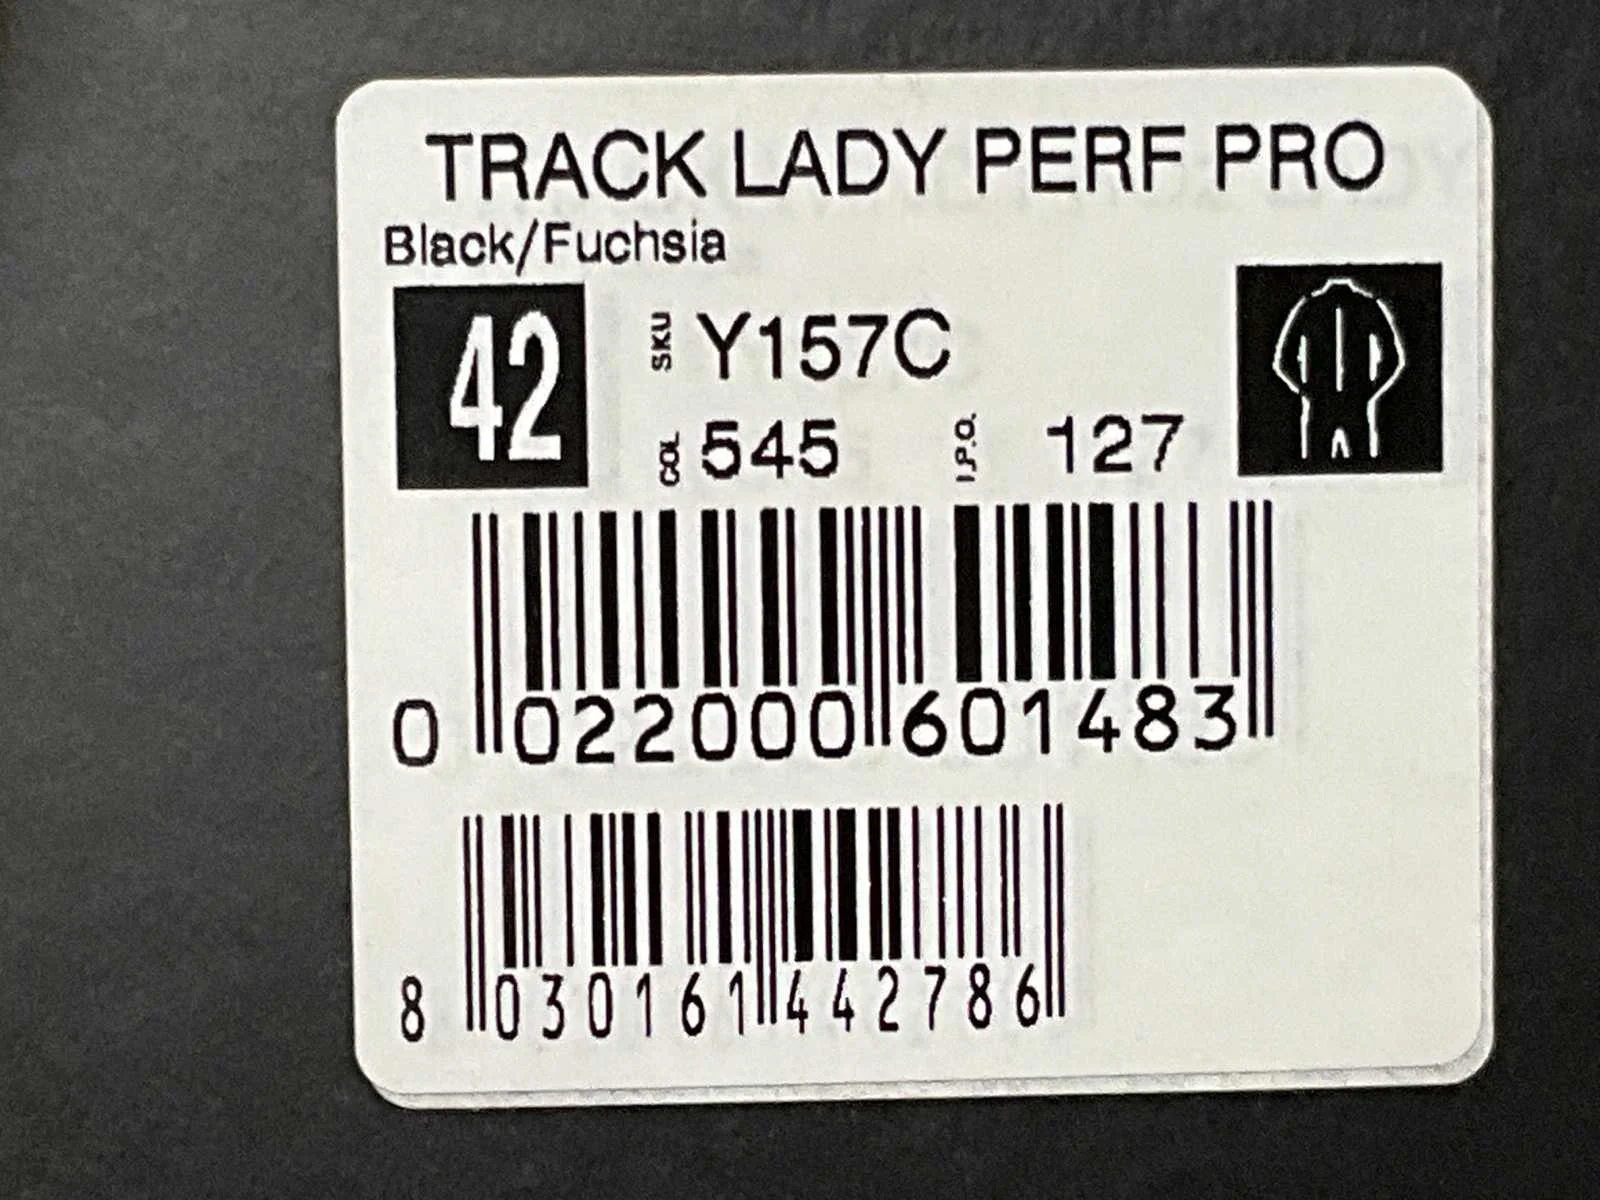 TRACK LADY PERF PRO
Black/Fuchsia
42 SKU Y157C
COL 545 I.P.O. 127
0 022000 601483
8 030161 442786